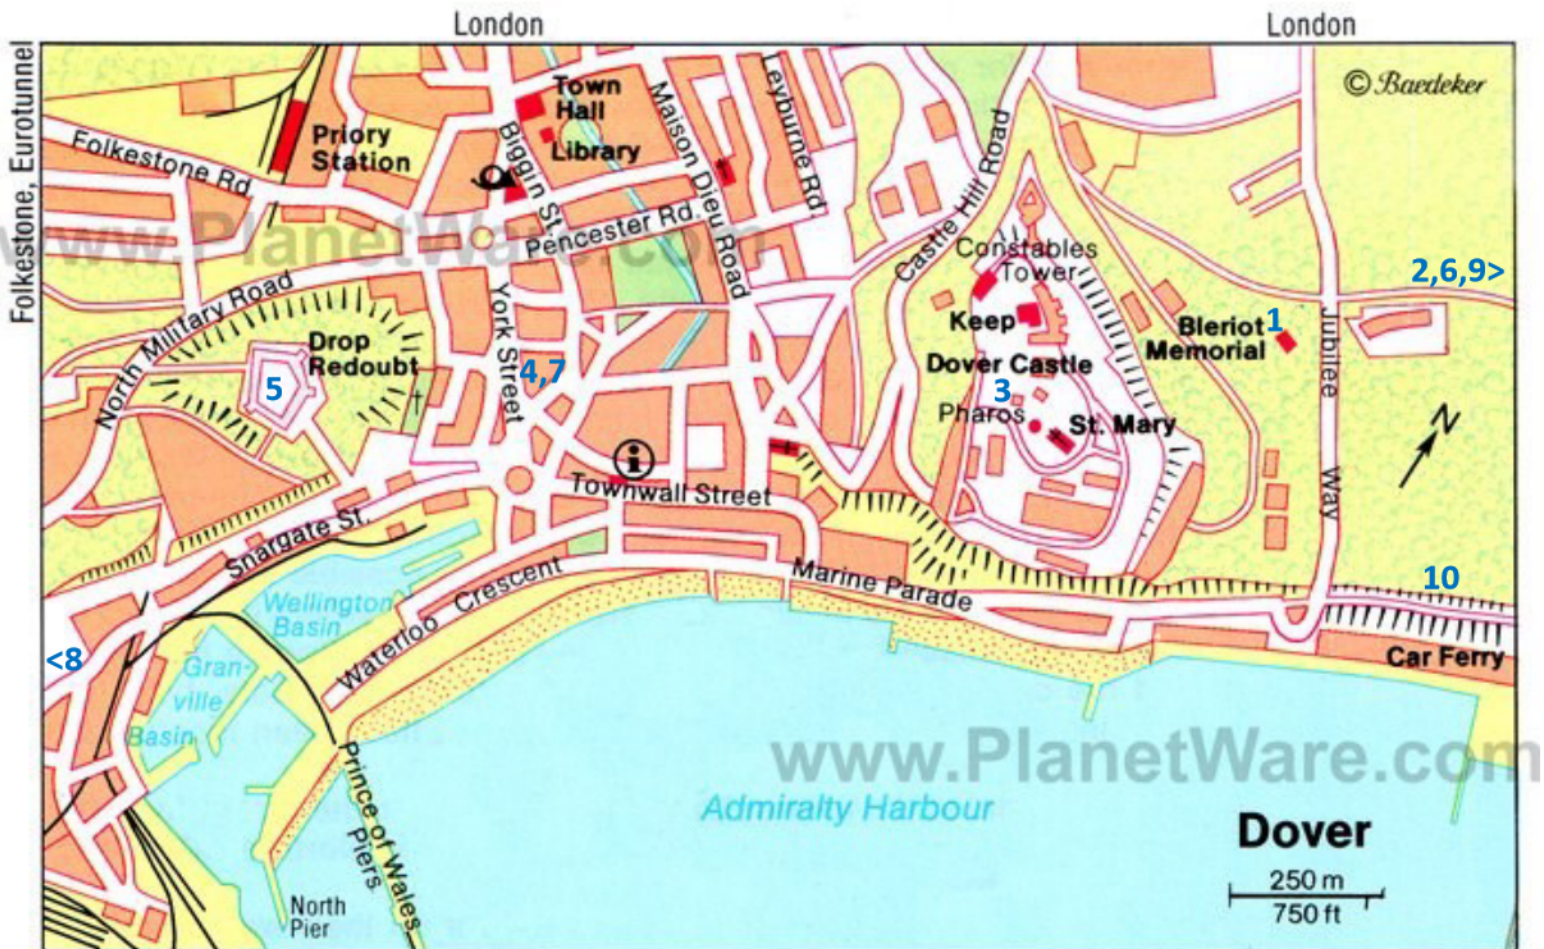 London
London
Folkestone, Eurotunnel
© Baedeker
Town
Hall
Library
Priory
Station
Folkestone Rd.
Biggin St.
Maison Dieu Road
Leyburne Rd.
Castle Hill Road
Pencester Rd.
www.PlanetWare.com
Constables
Tower
Keep
Dover Castle
3
Pharos
St. Mary
Bleriot
Memorial
1
2,6,9>
Jubilee Way
N
North Military Road
Drop
Redoubt
5
York Street
4,7
i
Townwall Street
Snargate St.
Wellington
Basin
Waterloo Crescent
Marine Parade
10
Car Ferry
<8
Gran-
ville
Basin
Prince of Wales
Piers
North
Pier
www.PlanetWare.com
Admiralty Harbour
Dover
250 m
750 ft